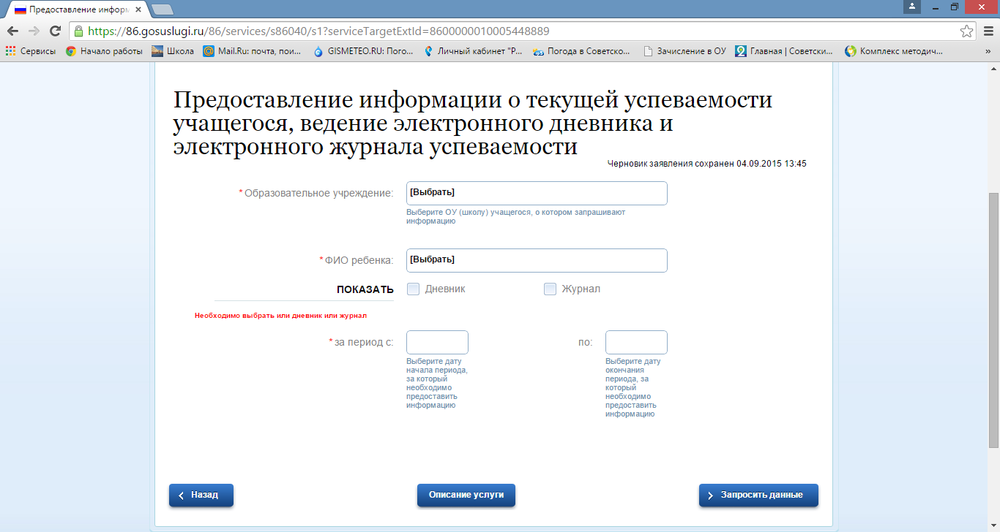 Предоставление информ
https://86.gosuslugi.ru/86/services/s86040/s1?serviceTargetExtId=8600000010005448889
Сервисы Начало работы Школа Mail.Ru: почта, пои... GISMETEO.RU: Пого... Личный кабинет "Р... Погода в Советско... Зачисление в ОУ Главная | Советски... Комплекс методич... »
Предоставление информации о текущей успеваемости
учащегося, ведение электронного дневника и
электронного журнала успеваемости
Черновик заявления сохранен 04.09.2015 13:45
*Образовательное учреждение: [Выбрать]
Выберите ОУ (школу) учащегося, о котором запрашивают
информацию
*ФИО ребенка: [Выбрать]
ПОКАЗАТЬ Дневник Журнал
Необходимо выбрать или дневник или журнал
*за период с: по:
Выберите дату
начала периода,
за который
необходимо
предоставить
информацию
Выберите дату
окончания
периода, за
который
необходимо
предоставить
информацию
Назад Описание услуги Запросить данные